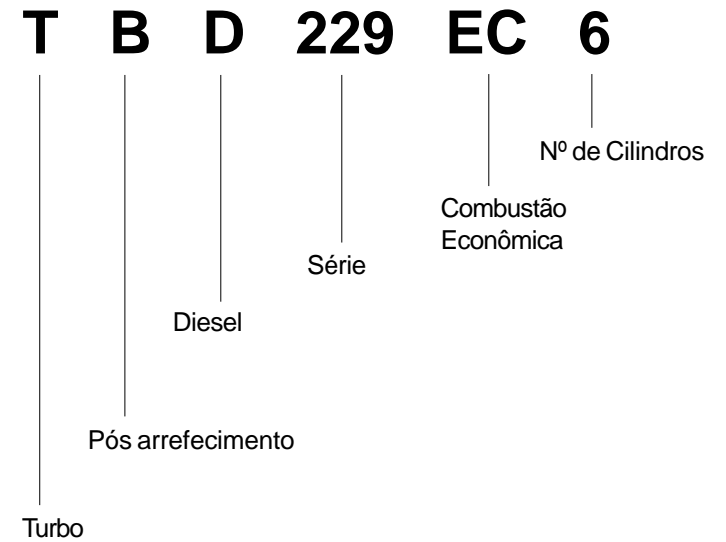 T B D 229 EC 6
Nº de Cilindros
Combustão
Econômica
Série
Diesel
Pós arrefecimento
Turbo